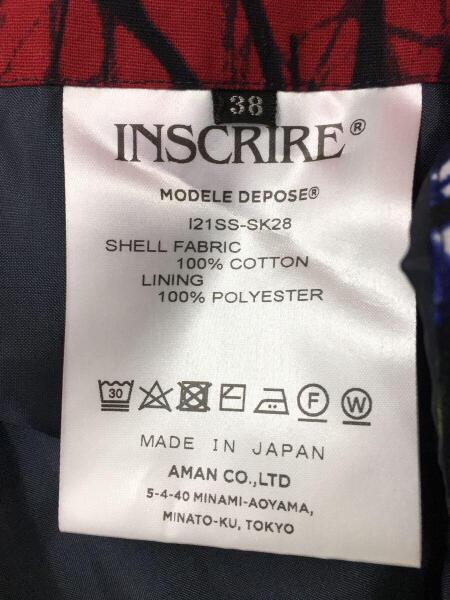 38
INSCRIRE®
MODELE DEPOSE®
I21SS-SK28
SHELL FABRIC
100% COTTON
LINING
100% POLYESTER
30 F W
MADE IN JAPAN
AMAN CO.,LTD
5-4-40 MINAMI-AOYAMA,
MINATO-KU, TOKYO